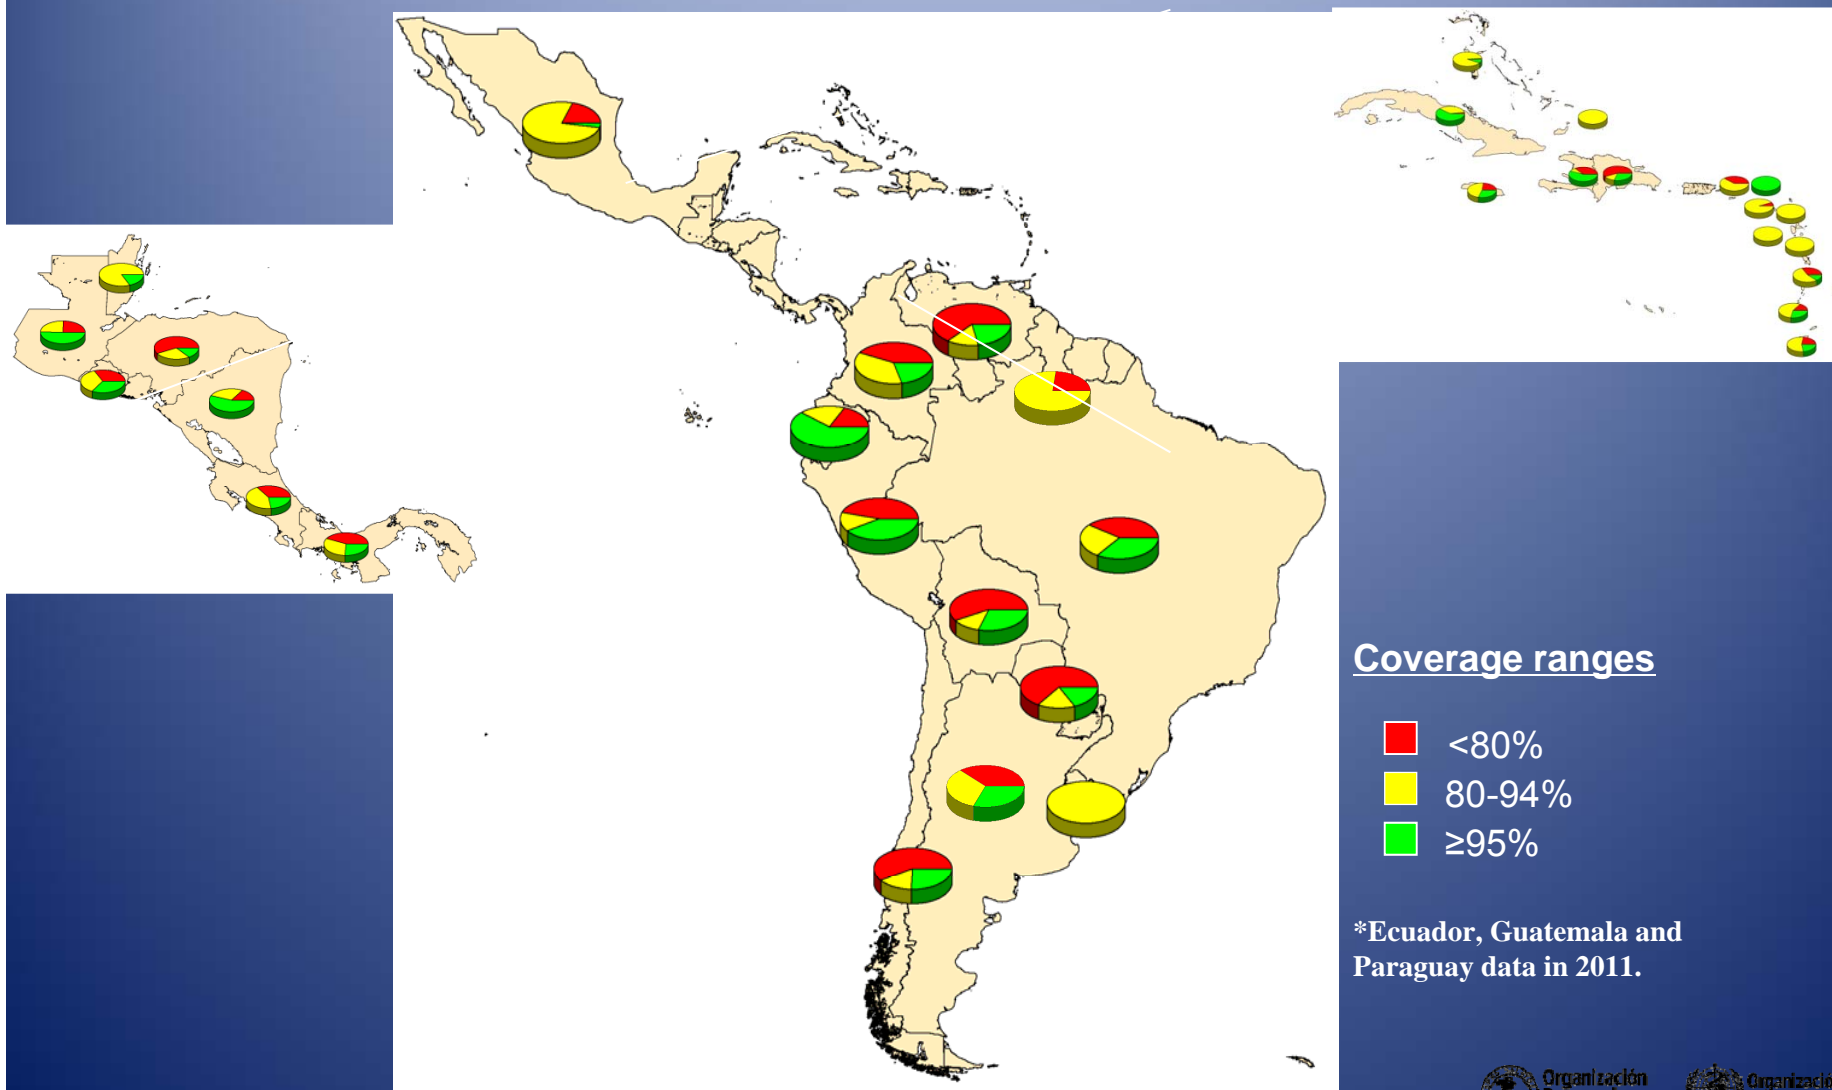 Coverage ranges
<80%
80-94%
≥95%
*Ecuador, Guatemala and
Paraguay data in 2011.
Organización